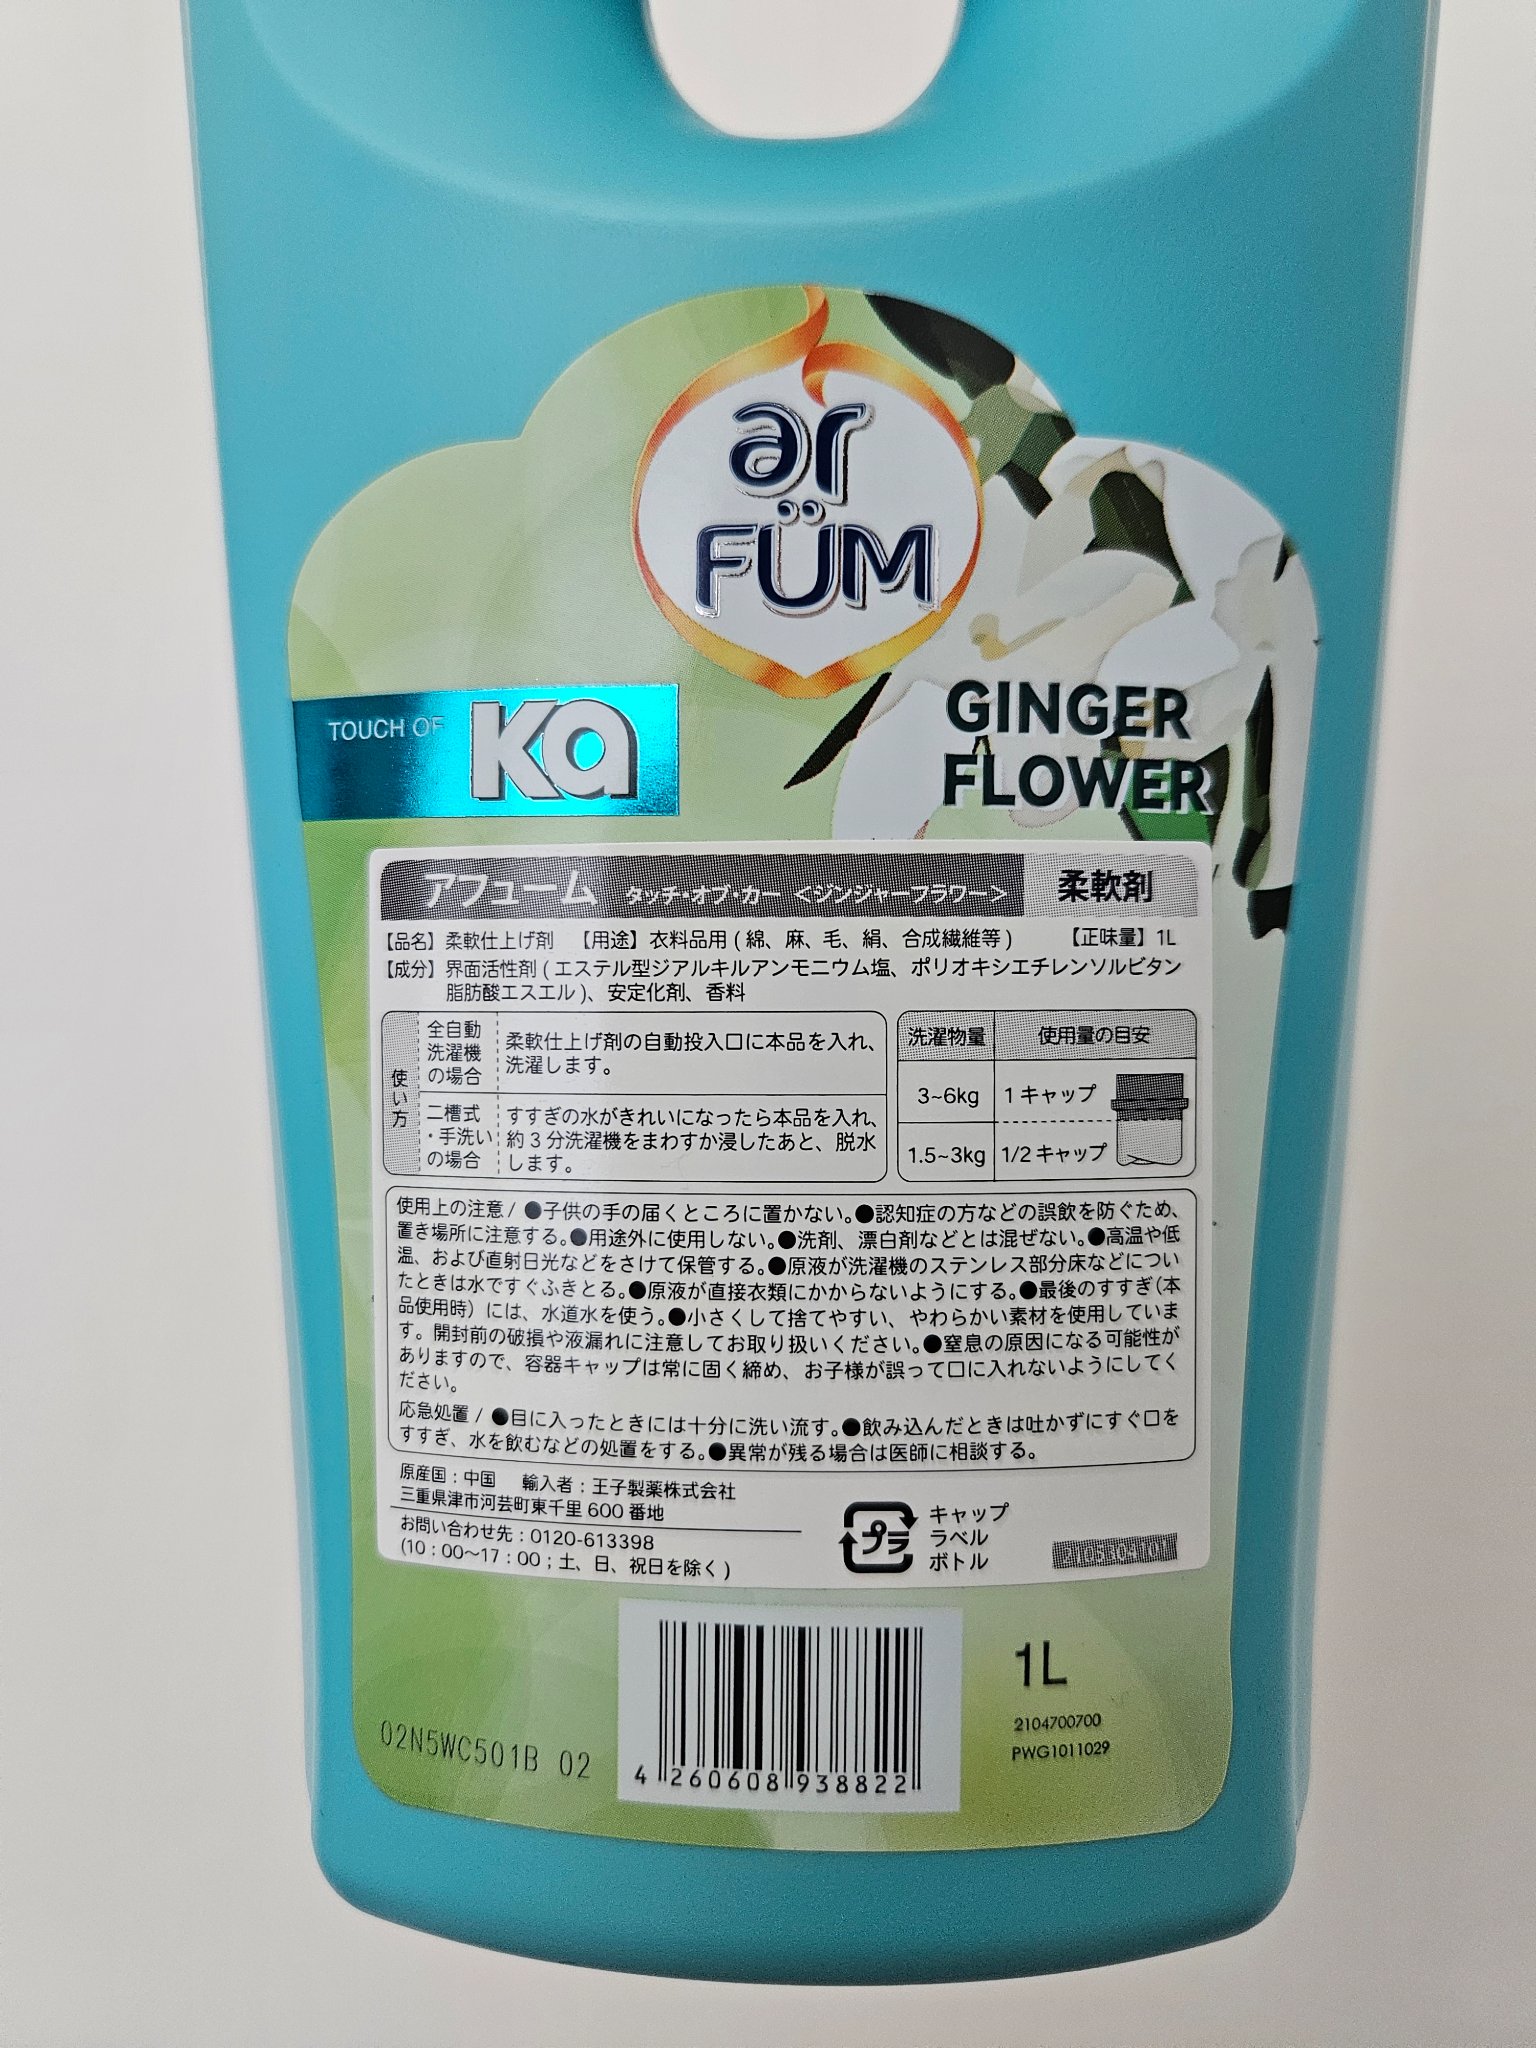 ar
FÜM
TOUCH OF Ka
GINGER
FLOWER
アフューム タッチ・オブ・カー <ジンジャーフラワー> 柔軟剤
【品名】柔軟仕上げ剤 【用途】衣料品用 ( 綿、麻、毛、絹、合成繊維等 ) 【正味量】1L
【成分】界面活性剤 ( エステル型ジアルキルアンモニウム塩、ポリオキシエチレンソルビタン
脂肪酸エスエル )、安定化剤、香料
使い方
全自動
洗濯機
の場合
柔軟仕上げ剤の自動投入口に本品を入れ、
洗濯します。
二槽式
・手洗い
の場合
すすぎの水がきれいになったら本品を入れ、
約 3 分洗濯機をまわすか浸したあと、脱水
します。
洗濯物量 使用量の目安
3~6kg 1 キャップ
1.5~3kg 1/2 キャップ
使用上の注意 / ●子供の手の届くところに置かない。●認知症の方などの誤飲を防ぐため、
置き場所に注意する。●用途外に使用しない。●洗剤、漂白剤などとは混ぜない。●高温や低
温、および直射日光などをさけて保管する。●原液が洗濯機のステンレス部分床などについ
たときは水ですぐふきとる。●原液が直接衣類にかからないようにする。●最後のすすぎ(本
品使用時)には、水道水を使う。●小さくして捨てやすい、やわらかい素材を使用していま
す。開封前の破損や液漏れに注意してお取り扱いください。●窒息の原因になる可能性が
ありますので、容器キャップは常に固く締め、お子様が誤って口に入れないようにしてく
ださい。
応急処置 / ●目に入ったときには十分に洗い流す。●飲み込んだときは吐かずにすぐ口を
すすぎ、水を飲むなどの処置をする。●異常が残る場合は医師に相談する。
原産国：中国 輸入者：王子製薬株式会社
三重県津市河芸町東千里 600 番地
お問い合わせ先：0120-613398
(10：00～17：00；土、日、祝日を除く)
プラ
キャップ
ラベル
ボトル
02N5WC501B 02
4 260608 938822
1L
2104700700
PWG1011029